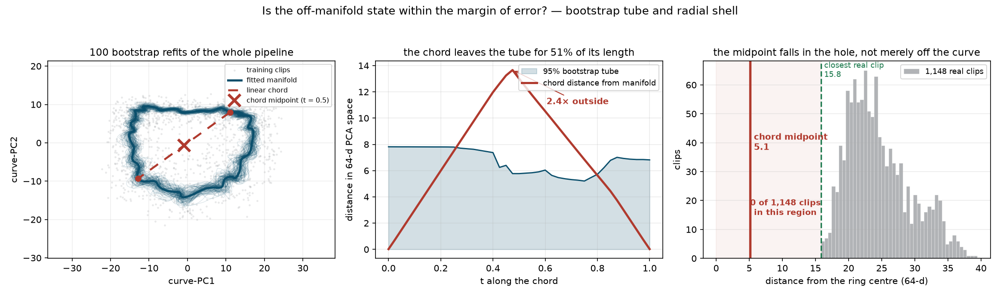 Is the off-manifold state within the margin of error? — bootstrap tube and radial shell
100 bootstrap refits of the whole pipeline
20
10
0
−10
−20
−30
−30
−20
−10
0
10
20
30
curve-PC2
curve-PC1
training clips
fitted manifold
linear chord
chord midpoint (t = 0.5)
the chord leaves the tube for 51% of its length
14
12
10
8
6
4
2
0
0.0
0.2
0.4
0.6
0.8
1.0
distance in 64-d PCA space
t along the chord
95% bootstrap tube
chord distance from manifold
2.4× outside
the midpoint falls in the hole, not merely off the curve
60
50
40
30
20
10
0
0
5
10
15
20
25
30
35
40
clips
distance from the ring centre (64-d)
closest real clip
15.8
1,148 real clips
chord midpoint
5.1
0 of 1,148 clips
in this region